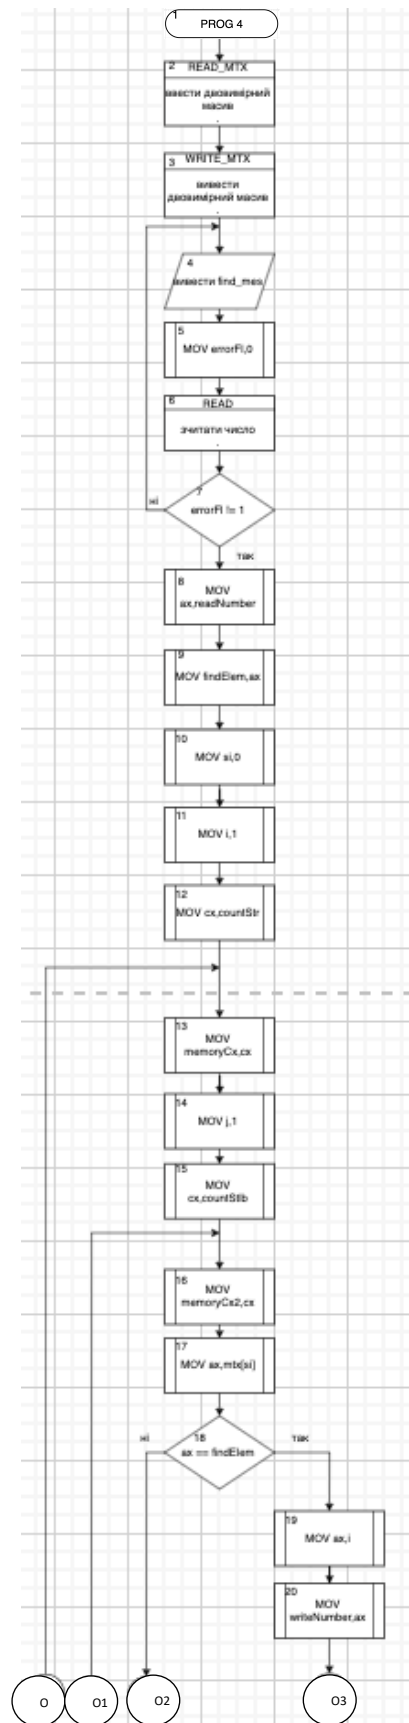 1
PROG 4
2
READ_MTX
ввести двовимірний
масив
3
WRITE_MTX
вивести
двовимірний масив
4
вивести find_mes
5
MOV errorFl,0
6
READ
зчитати число
7
ні
errorFl != 1
так
8
MOV
ax,readNumber
9
MOV findElem,ax
10
MOV si,0
11
MOV i,1
12
MOV cx,countStr
13
MOV
memoryCx,cx
14
MOV j,1
15
MOV
cx,countStlb
16
MOV
memoryCx2,cx
17
MOV ax,mtx[si]
ні
18
так
ax == findElem
19
MOV ax,i
20
MOV
writeNumber,ax
O
O1
O2
O3